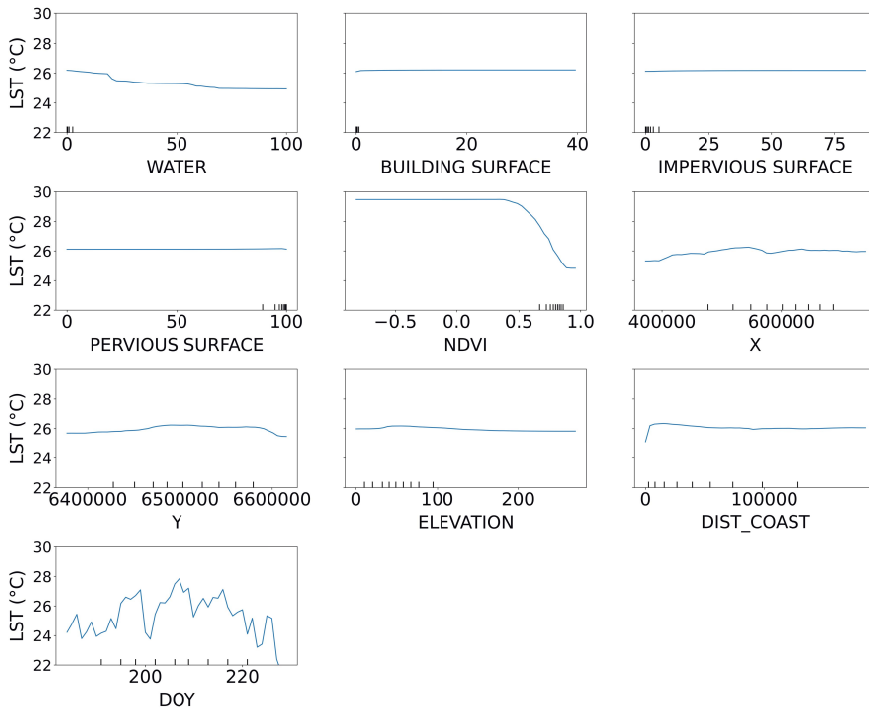 30
28
26
24
22
LST (°C)
0 50 100
WATER
0 20 40
BUILDING SURFACE
0 25 50 75
IMPERVIOUS SURFACE
30
28
26
24
22
LST (°C)
0 50 100
PERVIOUS SURFACE
−0.5 0.0 0.5 1.0
NDVI
400000 600000
X
30
28
26
24
22
LST (°C)
6400000 6500000 6600000
Y
0 100 200
ELEVATION
0 100000
DIST_COAST
30
28
26
24
22
LST (°C)
200 220
DOY